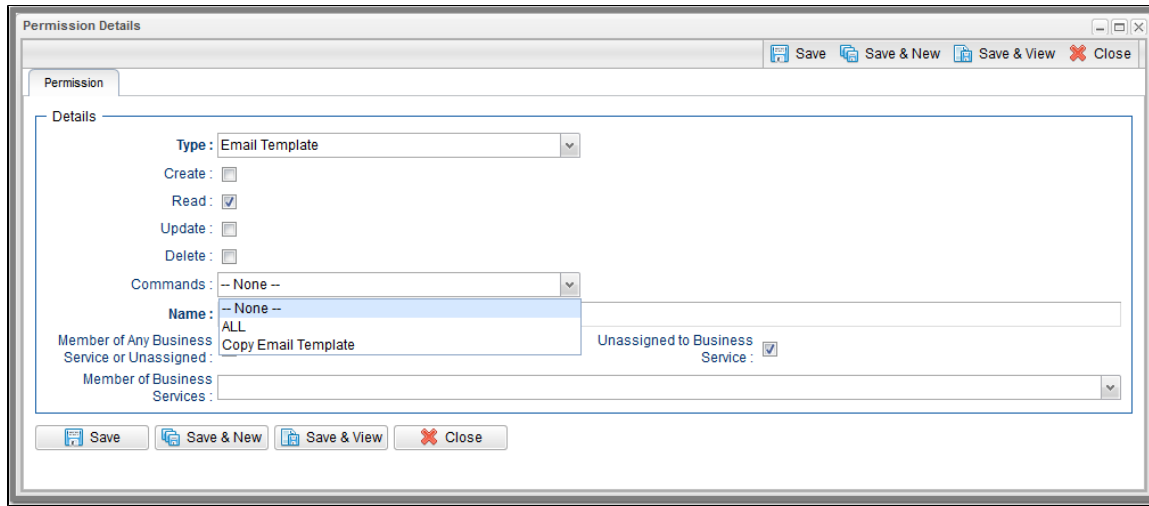 Permission Details
Save Save & New Save & View Close
Permission
Details
Type : Email Template
Create :
Read :
Update :
Delete :
Commands : -- None --
-- None --
Name :
ALL
Copy Email Template
Member of Any Business
Service or Unassigned :
Unassigned to Business
Service :
Member of Business
Services :
Save Save & New Save & View Close